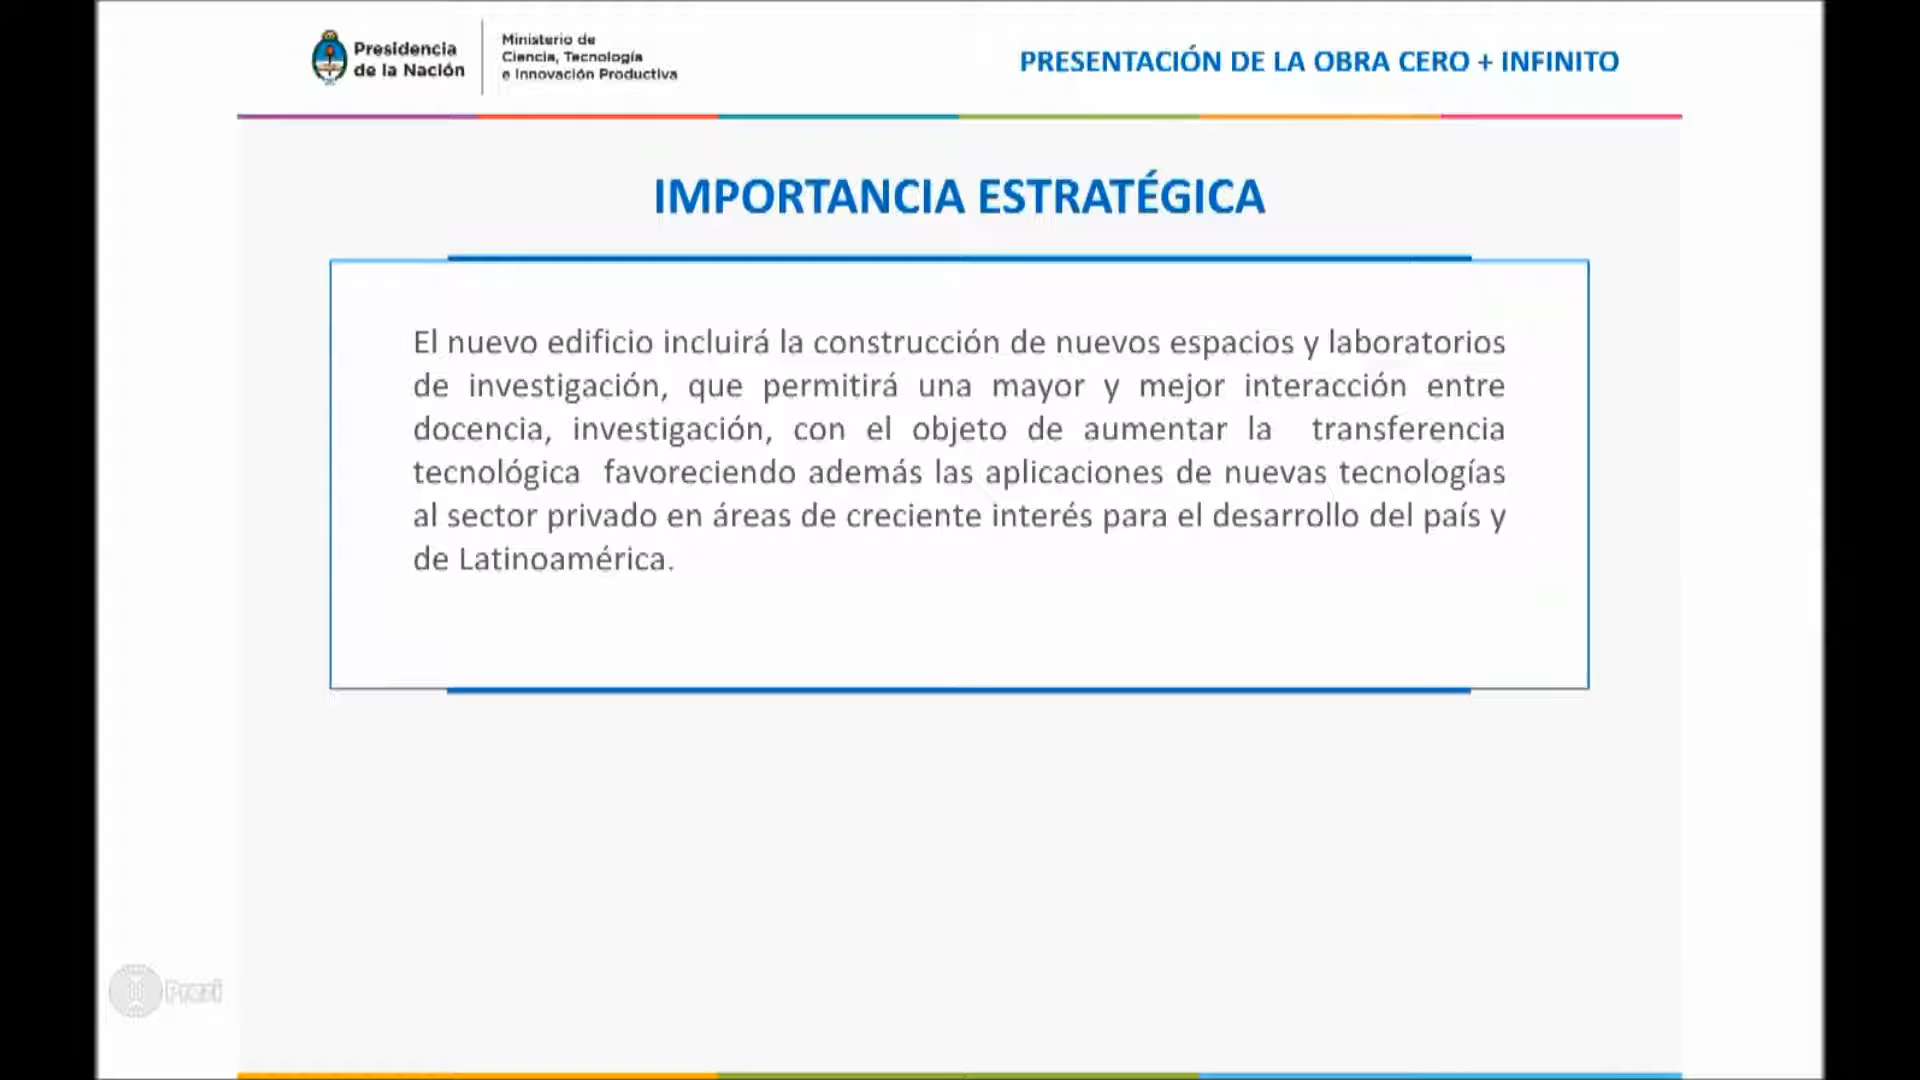 Presidencia
de la Nación
Ministerio de
Ciencia, Tecnología
e Innovación Productiva
PRESENTACIÓN DE LA OBRA CERO + INFINITO
IMPORTANCIA ESTRATÉGICA
El nuevo edificio incluirá la construcción de nuevos espacios y laboratorios
de investigación, que permitirá una mayor y mejor interacción entre
docencia, investigación, con el objeto de aumentar la transferencia
tecnológica favoreciendo además las aplicaciones de nuevas tecnologías
al sector privado en áreas de creciente interés para el desarrollo del país y
de Latinoamérica.
Prezi